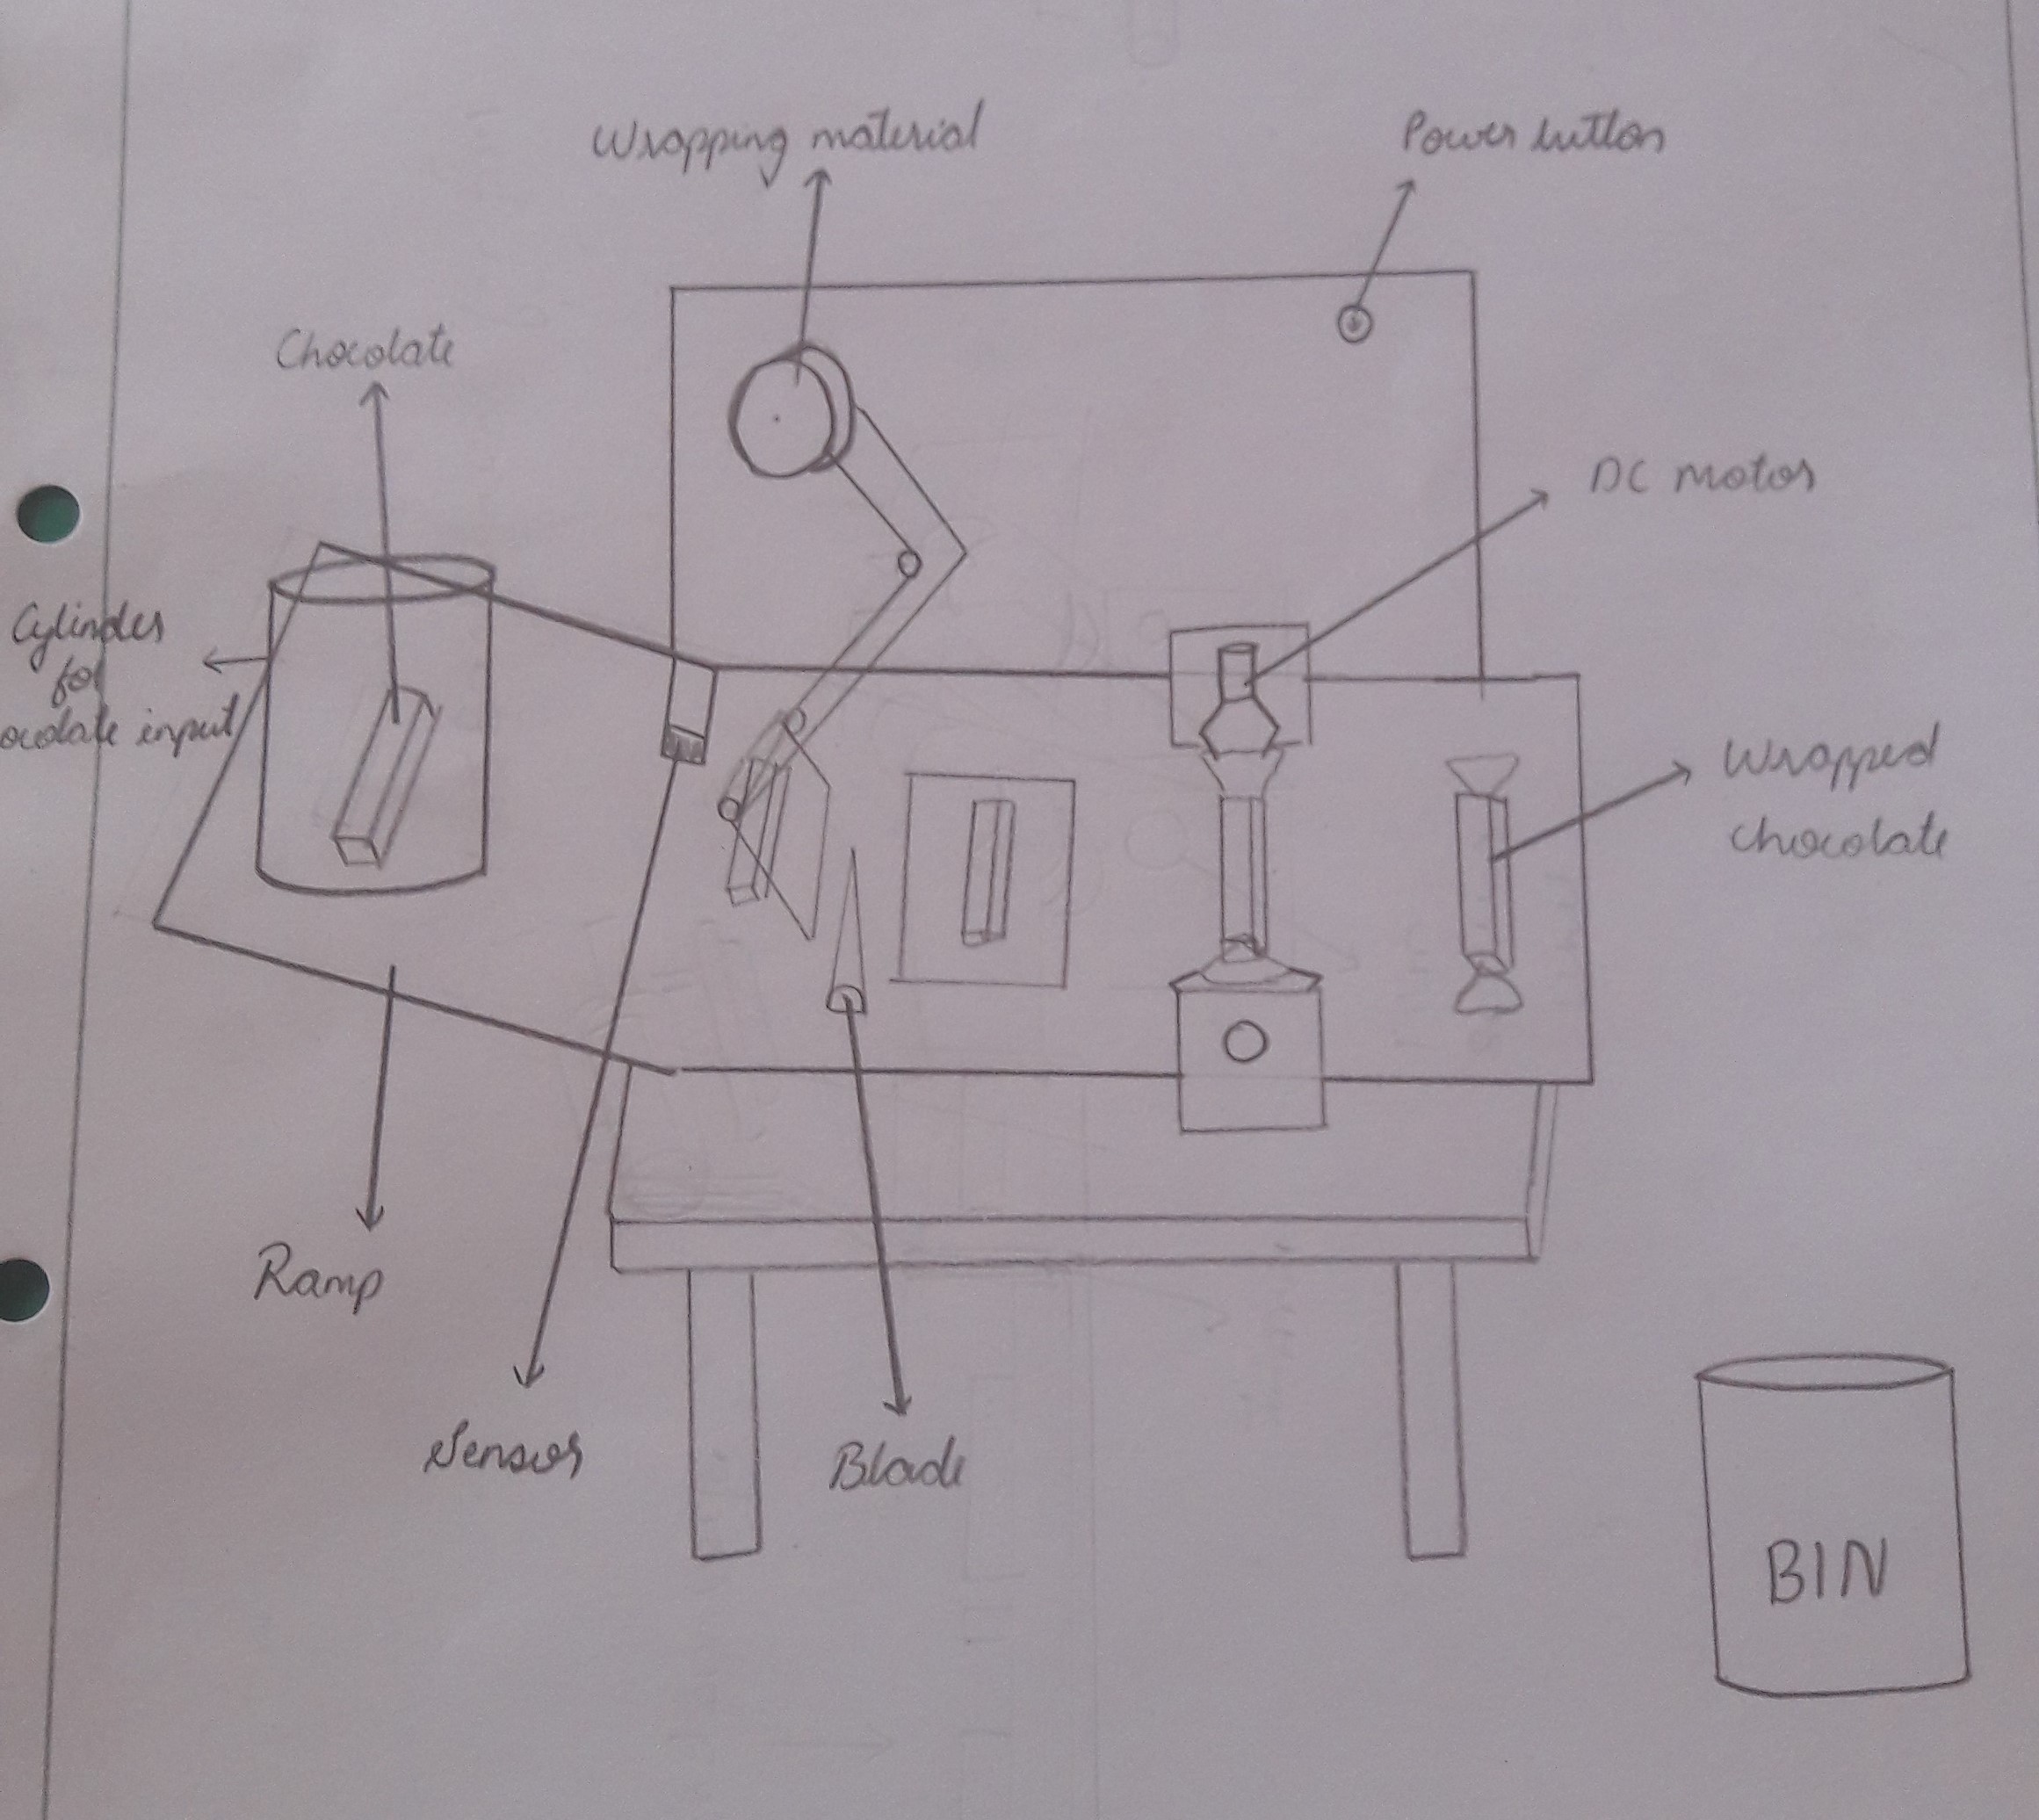 Wrapping material
Power button
Chocolate
DC motor
Cylinder
for
ocolate input
Wrapped
chocolate
Ramp
Sensor
Blade
BIN